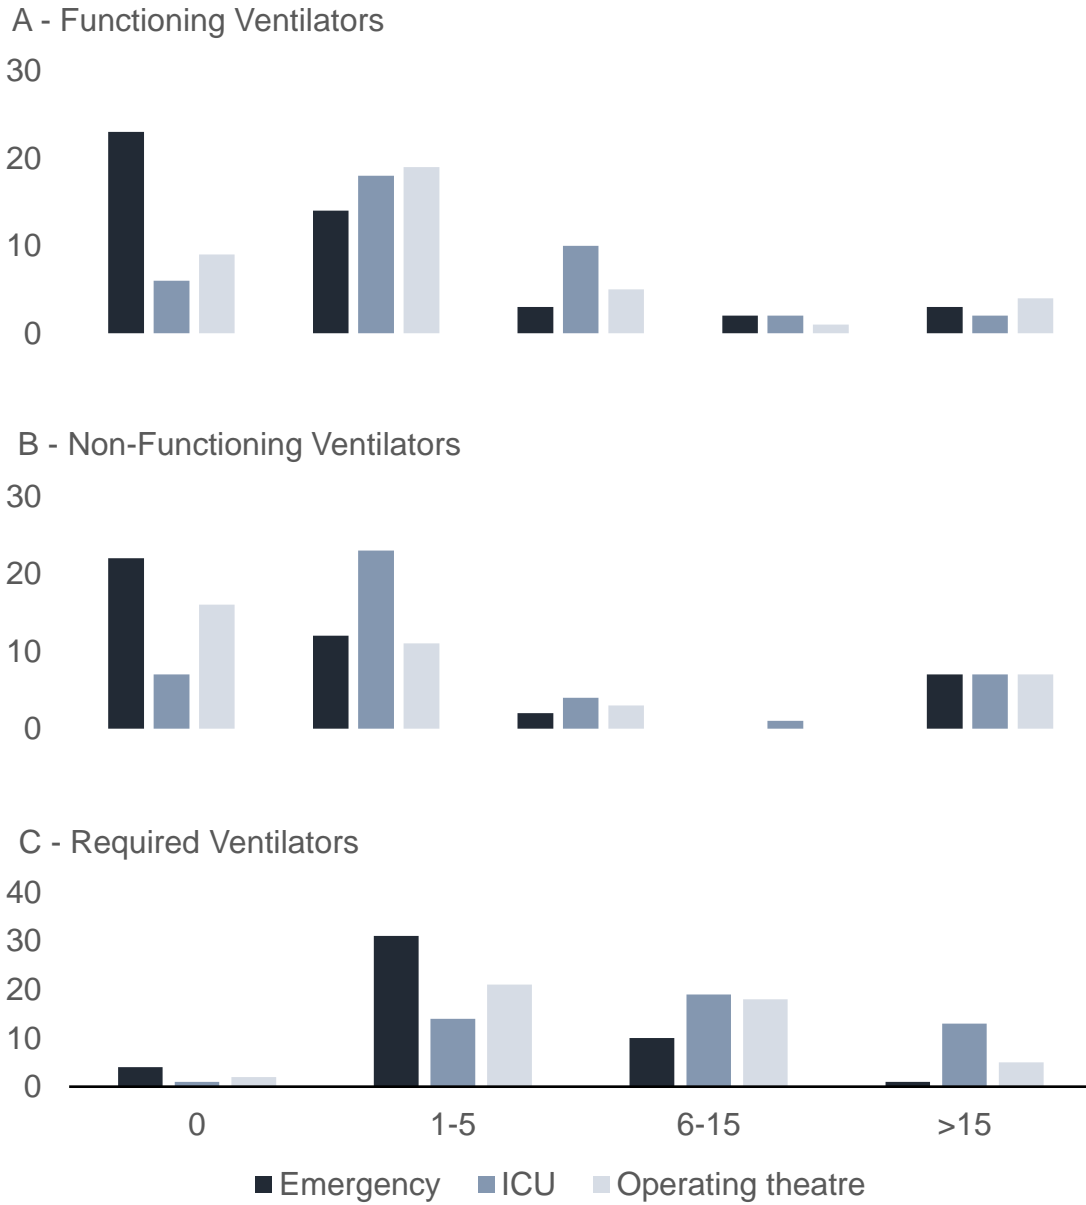 A - Functioning Ventilators
30
20
10
0
B - Non-Functioning Ventilators
30
20
10
0
C - Required Ventilators
40
30
20
10
0
0 1-5 6-15 >15
Emergency ICU Operating theatre